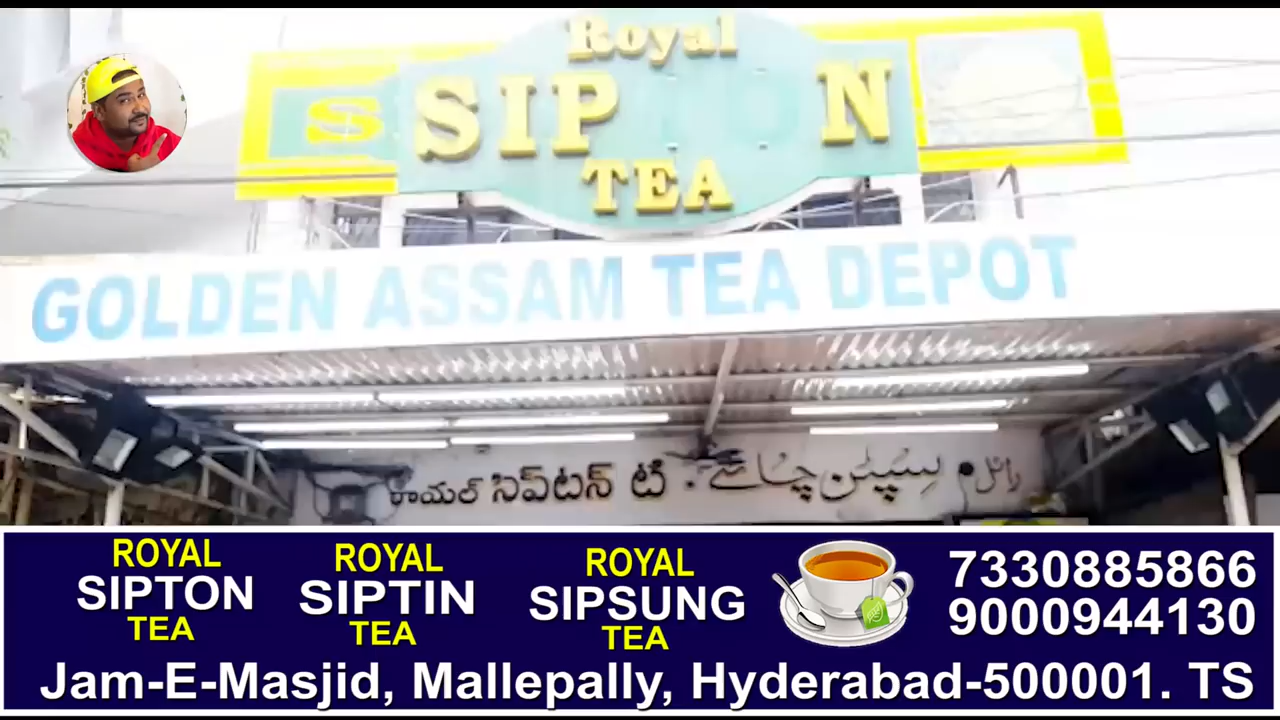 Royal
S SIPTON
TEA
GOLDEN ASSAM TEA DEPOT
రాయల్ సిప్‌టన్ టీ . رائل سپٹن چائے
ROYAL
SIPTON
TEA
ROYAL
SIPTIN
TEA
ROYAL
SIPSUNG
TEA
7330885866
9000944130
Jam-E-Masjid, Mallepally, Hyderabad-500001. TS